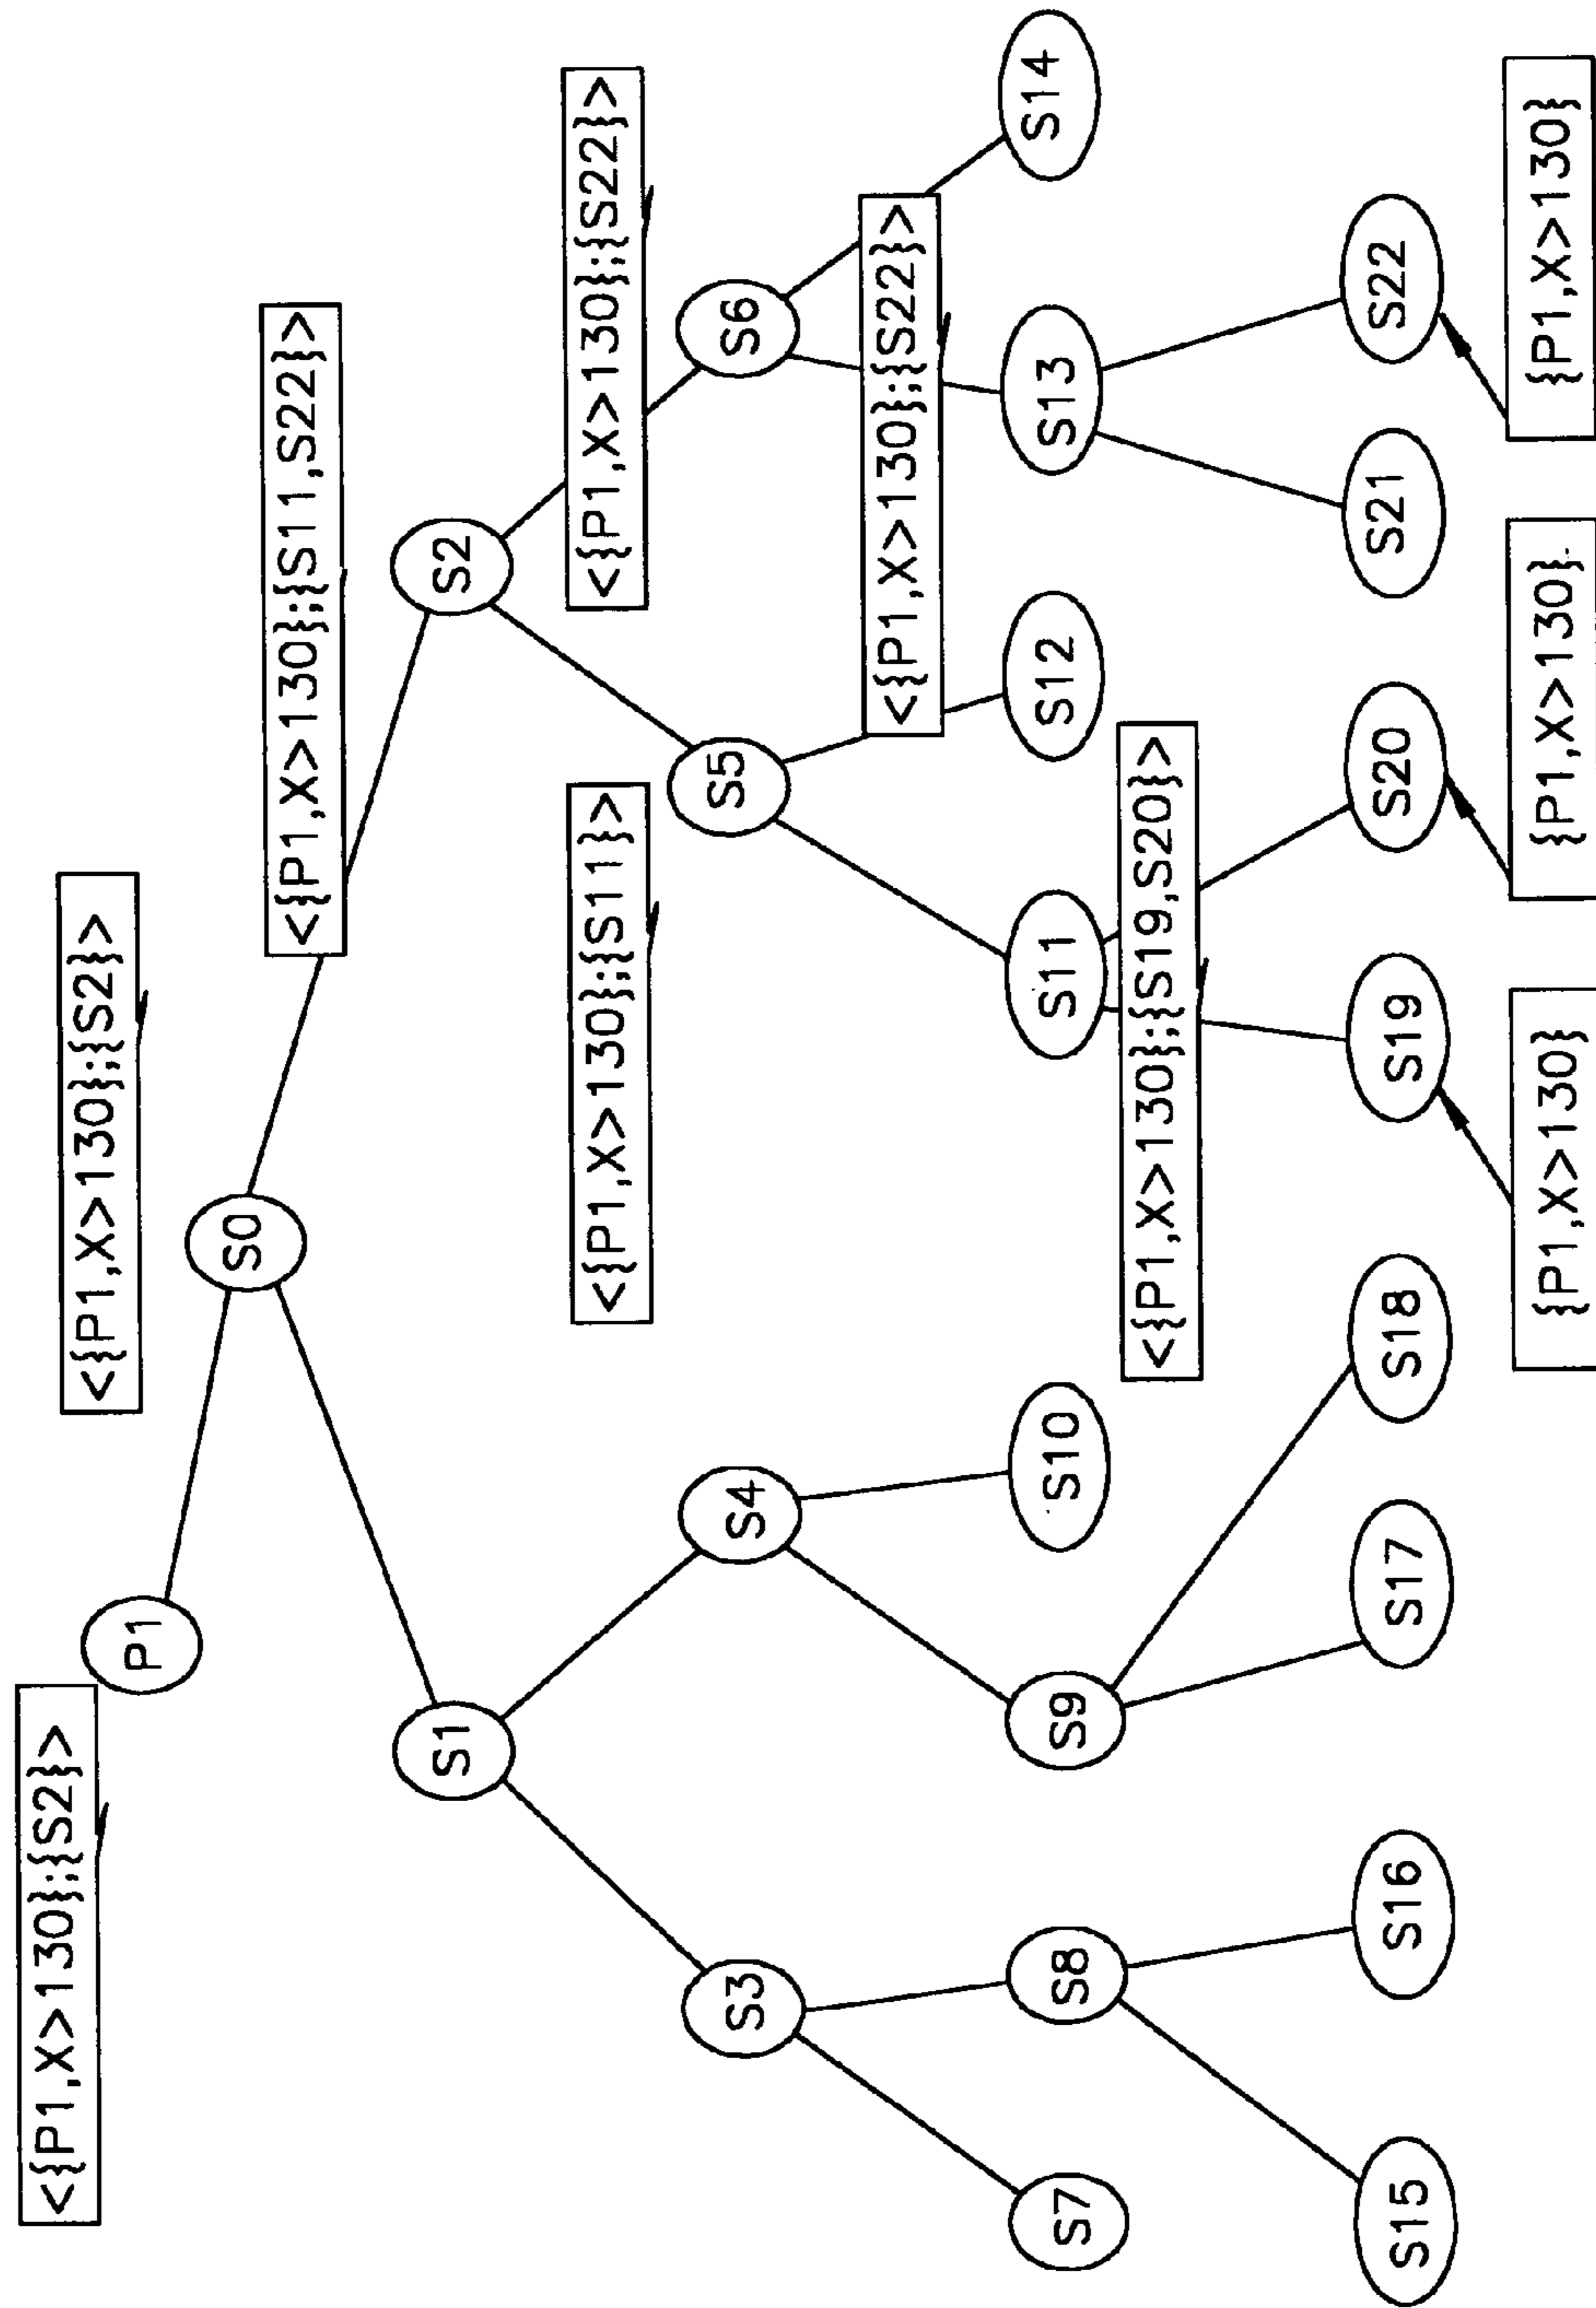 <{P1,X>130};{S2}>
P1
<{P1,X>130};{S2}>
S0
<{P1,X>130};{S11,S22}>
S1
S2
<{P1,X>130};{S11}>
<{P1,X>130};{S22}>
S3
S4
S5
S6
<{P1,X>130};{S22}>
S7
S8
S9
S10
S11
S12
S13
S14
<{P1,X>130};{S19,S20}>
S15
S16
S17
S18
S19
S20
S21
S22
{P1,X>130}
{P1,X>130}
{P1,X>130}